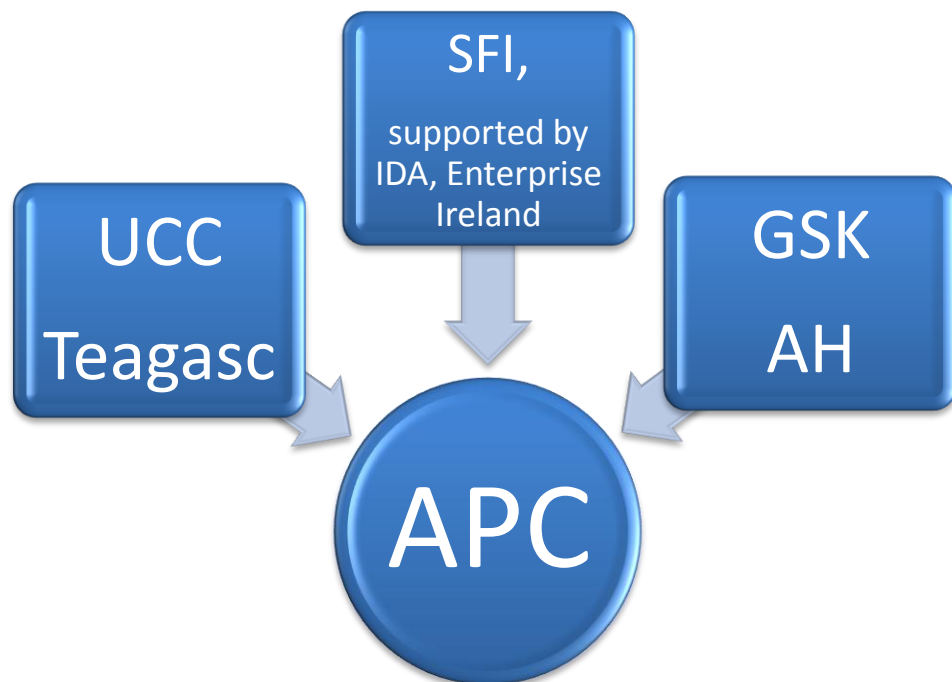 SFI,
supported by
IDA, Enterprise
Ireland
UCC
Teagasc
GSK
AH
APC